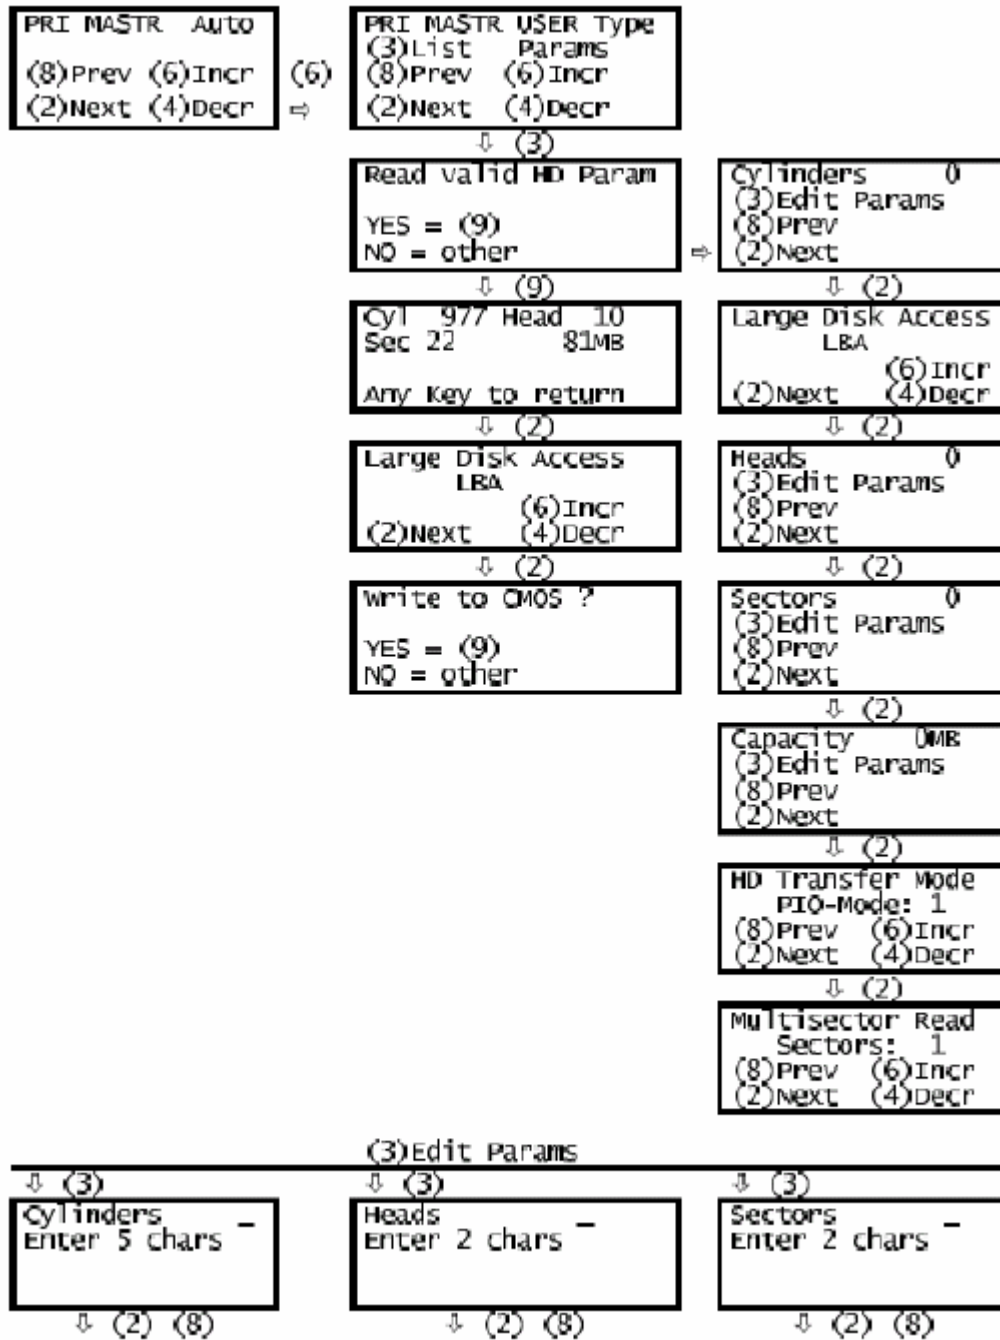 PRI MASTR Auto
(8)Prev (6)Incr
(2)Next (4)Decr
(6)
⇨
PRI MASTR USER Type
(3)List Params
(8)Prev (6)Incr
(2)Next (4)Decr
⇩ (3)
Read valid HD Param
YES = (9)
NO = other
⇨
⇩ (9)
Cyl 977 Head 10
Sec 22 81MB
Any Key to return
⇩ (2)
Large Disk Access
LBA
(6)Incr
(2)Next (4)Decr
⇩ (2)
Write to CMOS ?
YES = (9)
NO = other
Cylinders 0
(3)Edit Params
(8)Prev
(2)Next
⇩ (2)
Large Disk Access
LBA
(6)Incr
(2)Next (4)Decr
⇩ (2)
Heads 0
(3)Edit Params
(8)Prev
(2)Next
⇩ (2)
Sectors 0
(3)Edit Params
(8)Prev
(2)Next
⇩ (2)
Capacity 0MB
(3)Edit Params
(8)Prev
(2)Next
⇩ (2)
HD Transfer Mode
PIO-Mode: 1
(8)Prev (6)Incr
(2)Next (4)Decr
⇩ (2)
Multisector Read
Sectors: 1
(8)Prev (6)Incr
(2)Next (4)Decr
(3)Edit Params
⇩ (3)
Cylinders _
Enter 5 chars
⇩ (2) (8)
⇩ (3)
Heads _
Enter 2 chars
⇩ (2) (8)
⇩ (3)
Sectors _
Enter 2 chars
⇩ (2) (8)